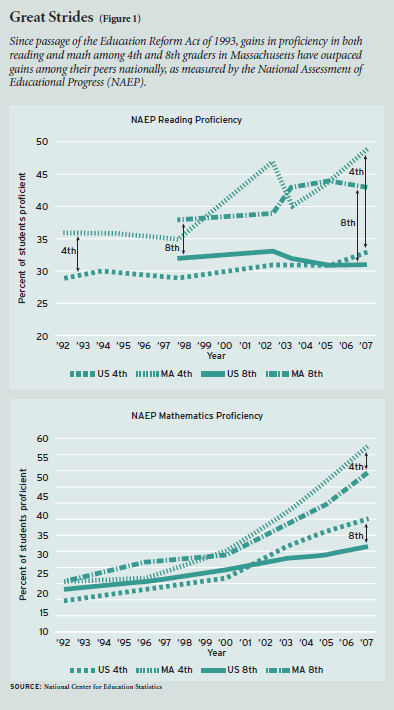 Great Strides (Figure 1)
Since passage of the Education Reform Act of 1993, gains in proficiency in both
reading and math among 4th and 8th graders in Massachusetts have outpaced
gains among their peers nationally, as measured by the National Assessment of
Educational Progress (NAEP).
NAEP Reading Proficiency
Percent of students proficient
50
45
40
35
30
25
20
4th
8th
4th
8th
'92 '93 '94 '95 '96 '97 '98 '99 '00 '01 '02 '03 '04 '05 '06 '07
Year
US 4th MA 4th US 8th MA 8th
NAEP Mathematics Proficiency
Percent of students proficient
60
55
50
45
40
35
30
25
20
15
10
4th
8th
'92 '93 '94 '95 '96 '97 '98 '99 '00 '01 '02 '03 '04 '05 '06 '07
Year
US 4th MA 4th US 8th MA 8th
SOURCE: National Center for Education Statistics